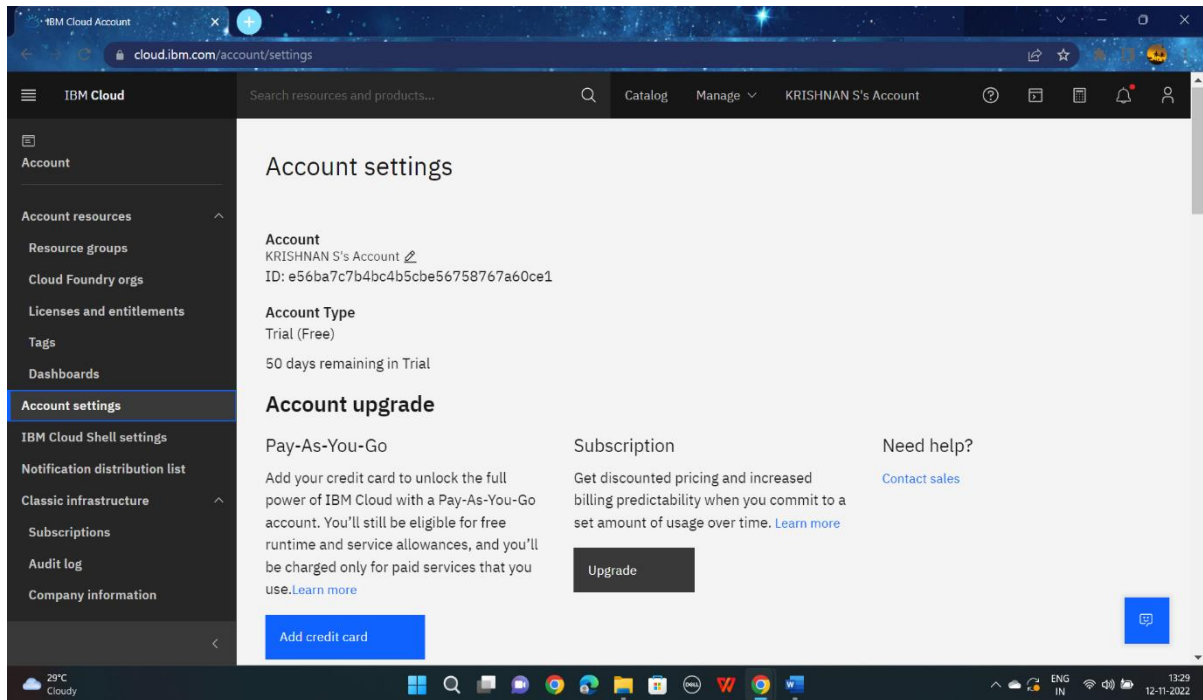 IBM Cloud Account
cloud.ibm.com/account/settings
IBM Cloud
Search resources and products...
Catalog
Manage
KRISHNAN S's Account
Account
Account resources
Resource groups
Cloud Foundry orgs
Licenses and entitlements
Tags
Dashboards
Account settings
IBM Cloud Shell settings
Notification distribution list
Classic infrastructure
Subscriptions
Audit log
Company information
Account settings
Account
KRISHNAN S's Account
ID: e56ba7c7b4bc4b5cbe56758767a60ce1
Account Type
Trial (Free)
50 days remaining in Trial
Account upgrade
Pay-As-You-Go
Add your credit card to unlock the full
power of IBM Cloud with a Pay-As-You-Go
account. You’ll still be eligible for free
runtime and service allowances, and you’ll
be charged only for paid services that you
use.Learn more
Add credit card
Subscription
Get discounted pricing and increased
billing predictability when you commit to a
set amount of usage over time. Learn more
Upgrade
Need help?
Contact sales
29°C
Cloudy
DELL
ENG
IN
13:29
12-11-2022